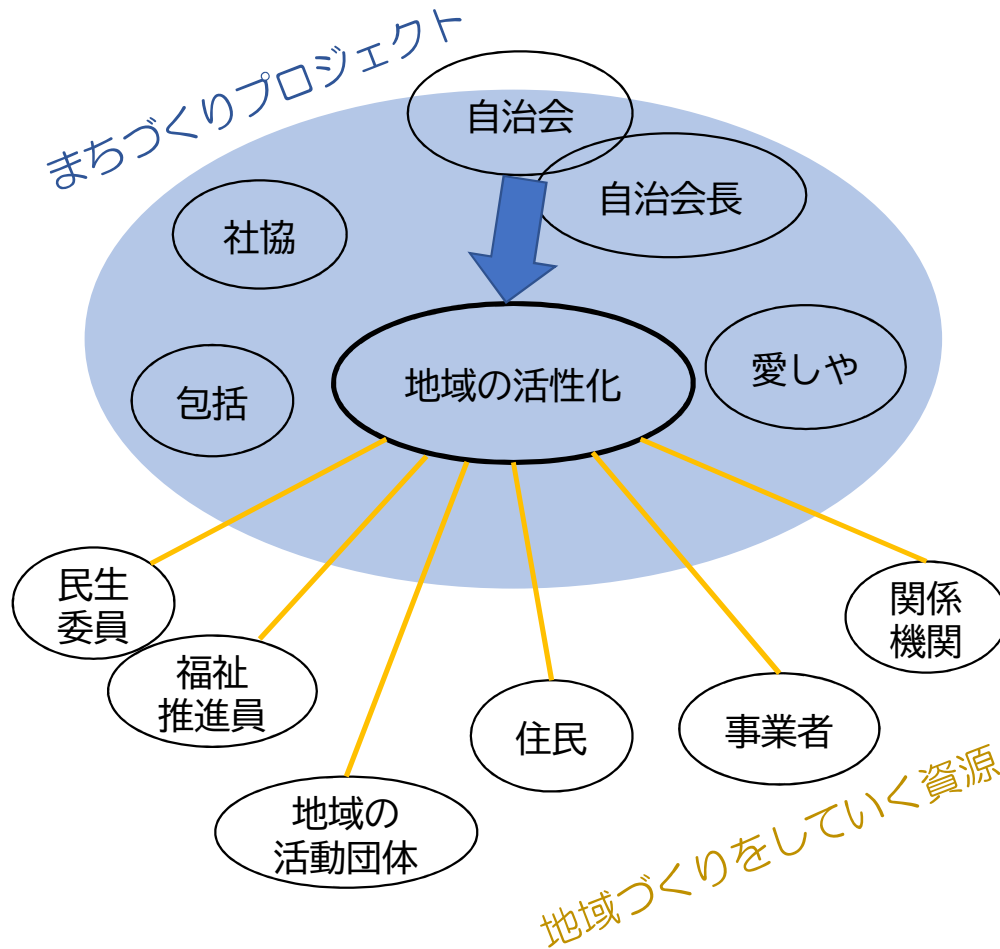 まちづくりプロジェクト
自治会
自治会長
社協
地域の活性化
愛しや
包括
民生
委員
福祉
推進員
地域の
活動団体
住民
事業者
関係
機関
地域づくりをしていく資源